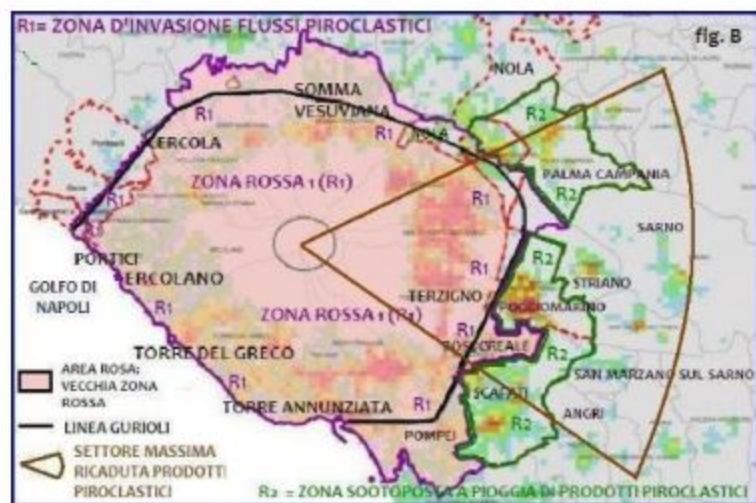 R1= ZONA D'INVASIONE FLUSSI PIROCLASTICI
fig. B
NOLA
SOMMA
VESUVIANA
R1
R1
R2
NOLA
CERCOLA
R1
PALMA CAMPANIA
ZONA ROSSA 1 (R1)
R1
R2
R1
SARNO
PORTICI
R2
GOLFO DI
NAPOLI
ERCOLANO
R1
STRIANO
TERZIGNO
POGGIOMARINO
R1
ZONA ROSSA 1 (R1)
R1
BOSCOREALE
R2
TORRE DEL GRECO
AREA ROSA:
VECCHIA ZONA
ROSSA
R1
SCAFATI
SAN MARZANO SUL SARNO
TORRE ANNUNZIATA
R1
ANGRI
R2
LINEA GURIOLI
POMPEI
SETTORE MASSIMA
RICADUTA PRODOTTI
PIROCLASTICI
R2 = ZONA SOOTOPOSTA A PIOGGIA DI PRODOTTI PIROCLASTICI